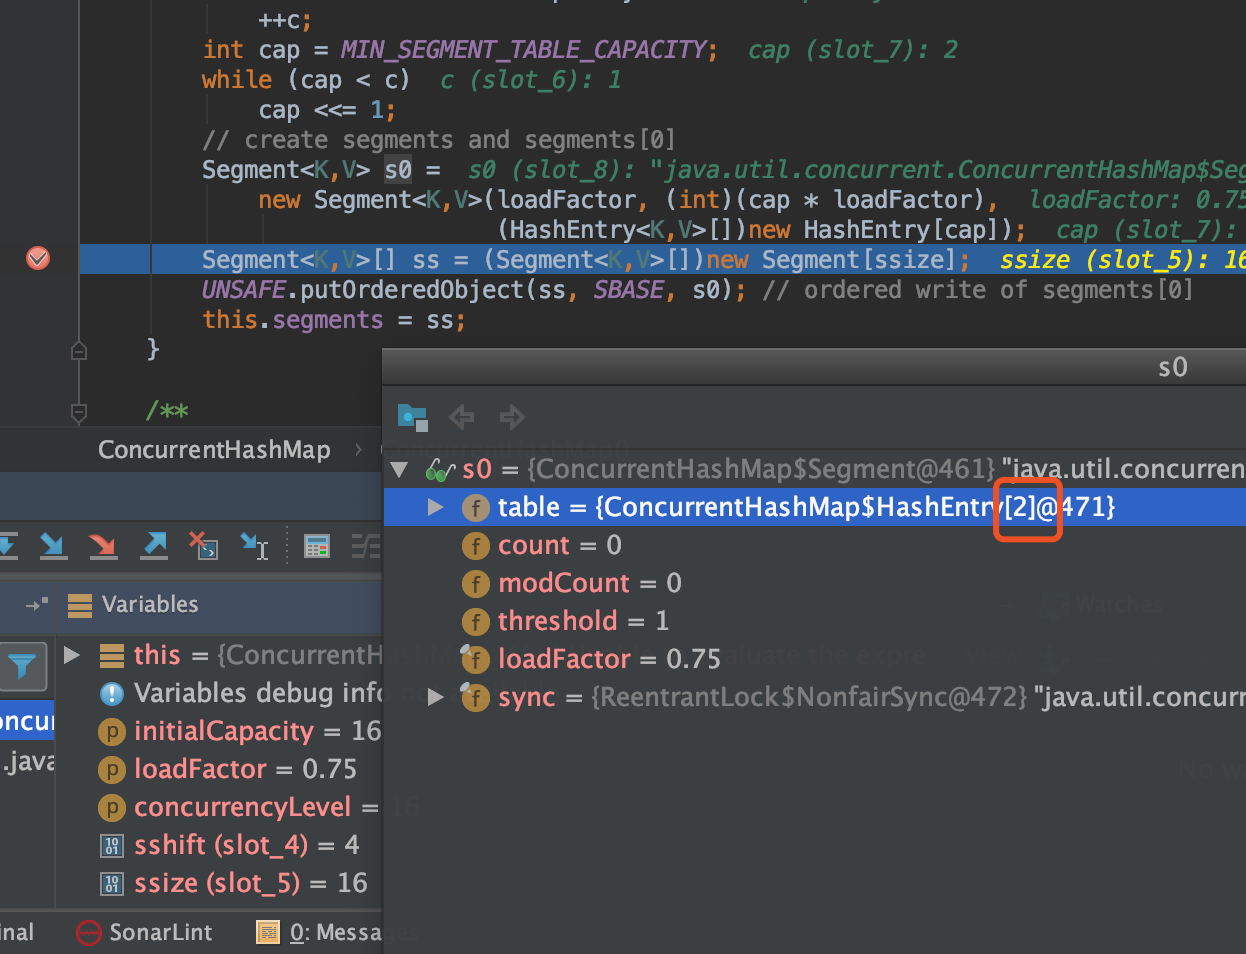 ++c;
int cap = MIN_SEGMENT_TABLE_CAPACITY; cap (slot_7): 2
while (cap < c) c (slot_6): 1
cap <<= 1;
// create segments and segments[0]
Segment<K,V> s0 = s0 (slot_8): "java.util.concurrent.ConcurrentHashMap$Seg
new Segment<K,V>(loadFactor, (int)(cap * loadFactor), loadFactor: 0.75
(HashEntry<K,V>[])new HashEntry[cap]); cap (slot_7):
Segment<K,V>[] ss = (Segment<K,V>[])new Segment[ssize]; ssize (slot_5): 16
UNSAFE.putOrderedObject(ss, SBASE, s0); // ordered write of segments[0]
this.segments = ss;
}
/**
s0
ConcurrentHashMap ›
s0 = {ConcurrentHashMap$Segment@461} "java.util.concurren
table = {ConcurrentHashMap$HashEntry[2]@471}
count = 0
modCount = 0
threshold = 1
loadFactor = 0.75
sync = {ReentrantLock$NonfairSync@472} "java.util.concurr
Variables
Watches
this = {ConcurrentH
Variables debug info
initialCapacity = 16
loadFactor = 0.75
concurrencyLevel = 16
sshift (slot_4) = 4
ssize (slot_5) = 16
oncur
.java
No w
inal
SonarLint
0: Messages